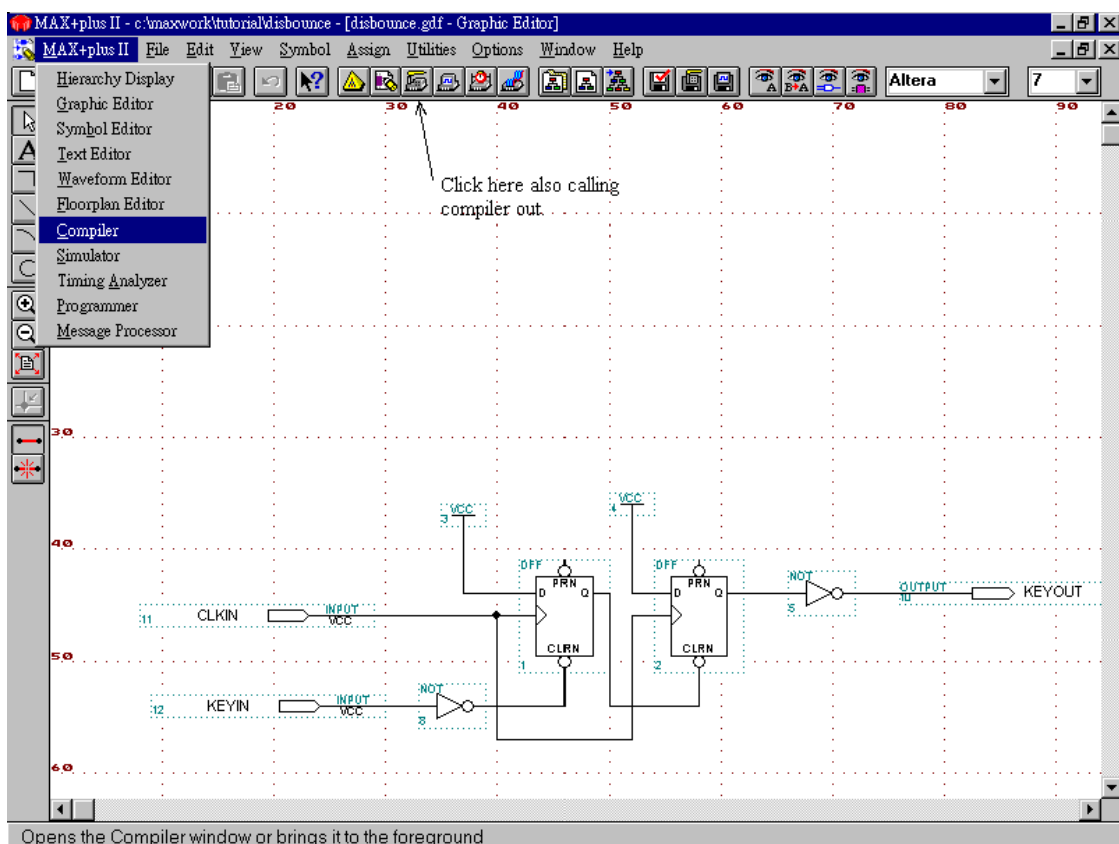 MAX+plus II - c:\maxwork\tutorial\disbounce - [disbounce.gdf - Graphic Editor]
MAX+plus II File Edit View Symbol Assign Utilities Options Window Help
Altera 7
Hierarchy Display
Graphic Editor
Symbol Editor
Text Editor
Waveform Editor
Floorplan Editor
Compiler
Simulator
Timing Analyzer
Programmer
Message Processor
20 30 40 50 60 70 80 90
Click here also calling
compiler out.
30
VCC
3
VCC
4
40
DFF
PRN
D Q
CLRN
1
DFF
PRN
D Q
CLRN
2
NOT
5
OUTPUT
10
KEYOUT
11
CLKIN
INPUT
VCC
50
12
KEYIN
INPUT
VCC
NOT
8
60
Opens the Compiler window or brings it to the foreground